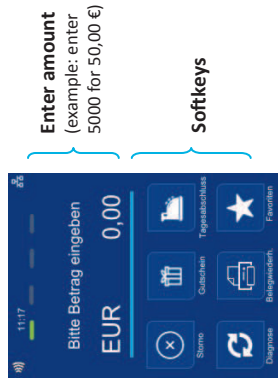 11:17
Bitte Betrag eingeben
EUR 0,00
Storno
Gutschein
Tagesabschluss
Diagnose
Belegwiederh.
Favoriten
Enter amount
(example: enter
5000 for 50,00 €)
Softkeys